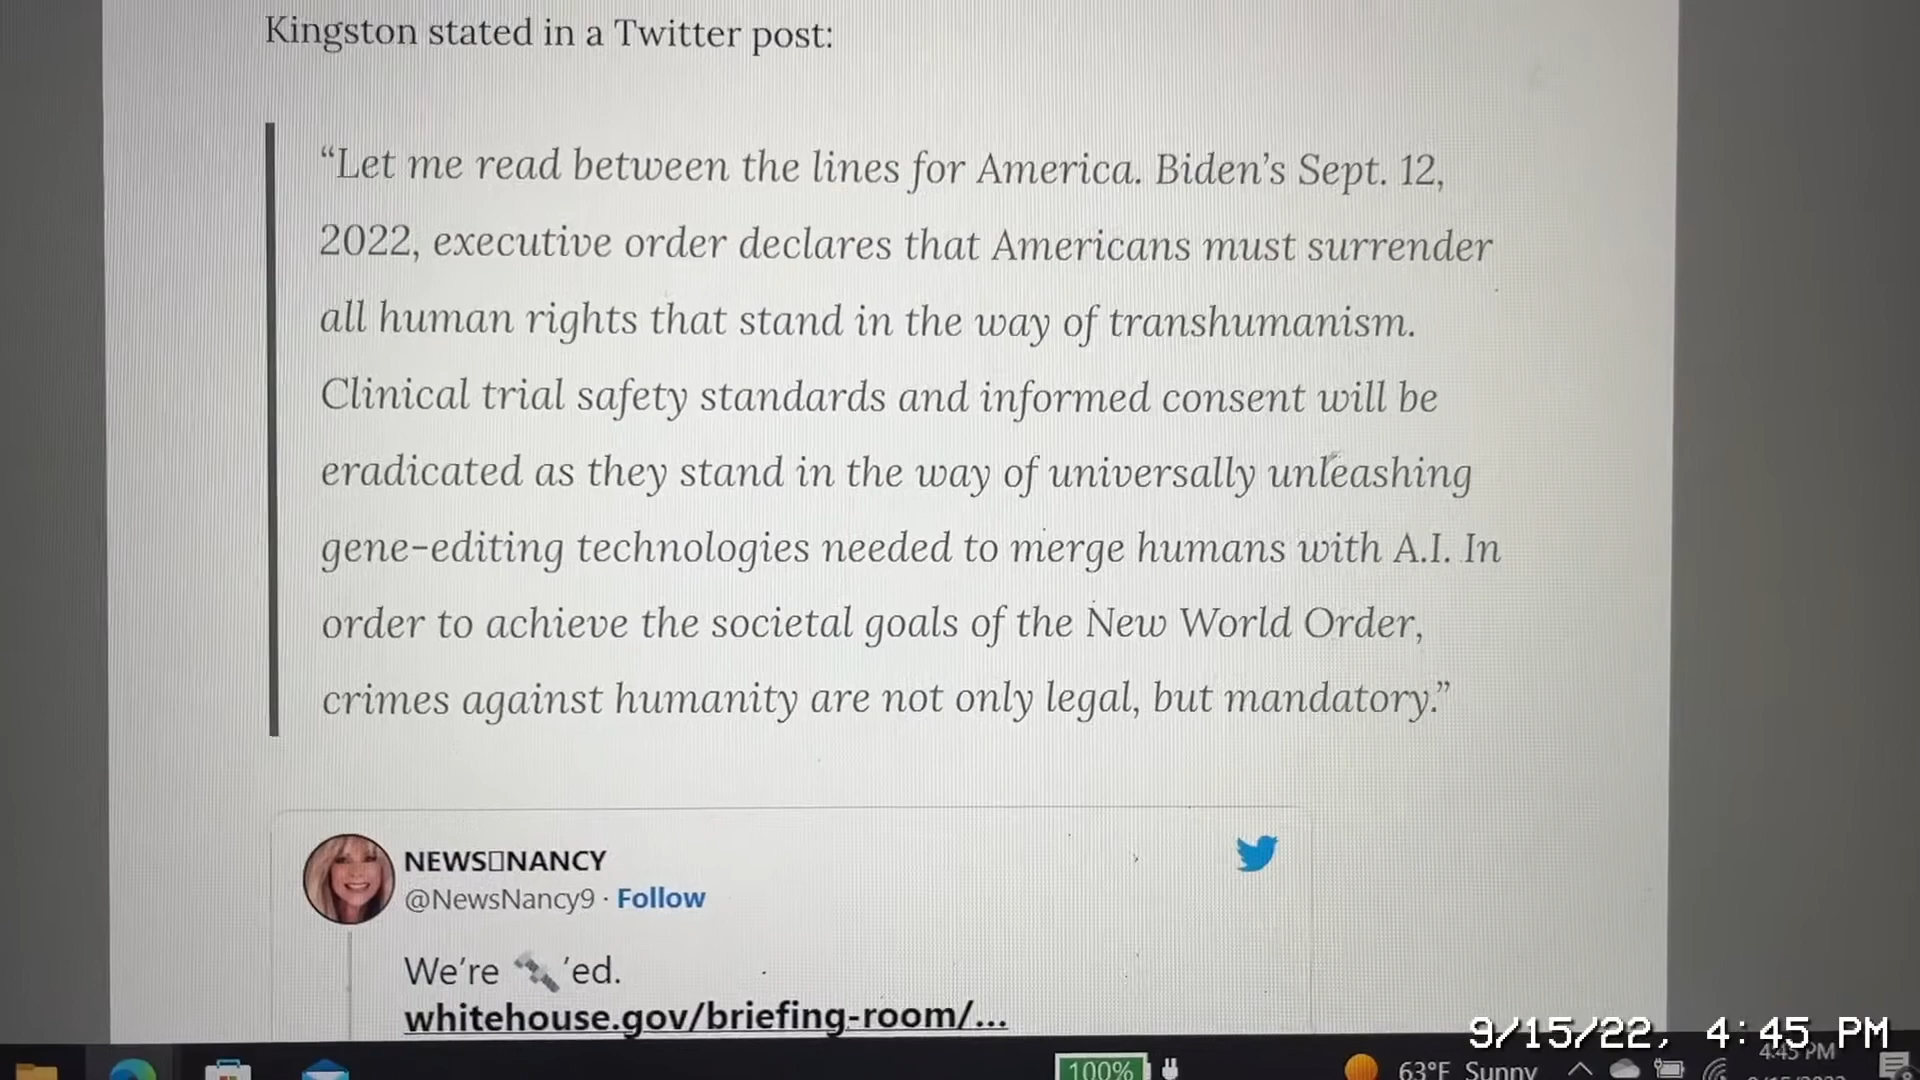 Kingston stated in a Twitter post:
“Let me read between the lines for America. Biden’s Sept. 12,
2022, executive order declares that Americans must surrender
all human rights that stand in the way of transhumanism.
Clinical trial safety standards and informed consent will be
eradicated as they stand in the way of universally unleashing
gene-editing technologies needed to merge humans with A.I. In
order to achieve the societal goals of the New World Order,
crimes against humanity are not only legal, but mandatory.”
NEWS▯NANCY
@NewsNancy9 · Follow
We’re 🔩’ed.
whitehouse.gov/briefing-room/...
9/15/22, 4:45 PM
100%
63°F Sunny
4:45 PM